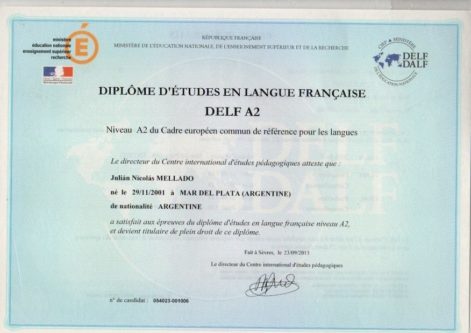 ministère
éducation nationale
enseignement supérieur
recherche
RÉPUBLIQUE FRANÇAISE
MINISTÈRE DE L'ÉDUCATION NATIONALE, DE L'ENSEIGNEMENT SUPÉRIEUR ET DE LA RECHERCHE
CIEP & MINISTÈRE
DELF
DALF
DIPLÔME D'ÉTUDES EN LANGUE FRANÇAISE
DELF A2
Niveau A2 du Cadre européen commun de référence pour les langues
Le directeur du Centre international d'études pédagogiques atteste que :
Julián Nicolás MELLADO
né le 29/11/2001 à MAR DEL PLATA (ARGENTINE)
de nationalité ARGENTINE
a satisfait aux épreuves du diplôme d'études en langue française niveau A2,
et devient titulaire de plein droit de ce diplôme.
Fait à Sèvres, le 23/09/2013
Le directeur du Centre international d'études pédagogiques
n° de candidat : 054023-001006